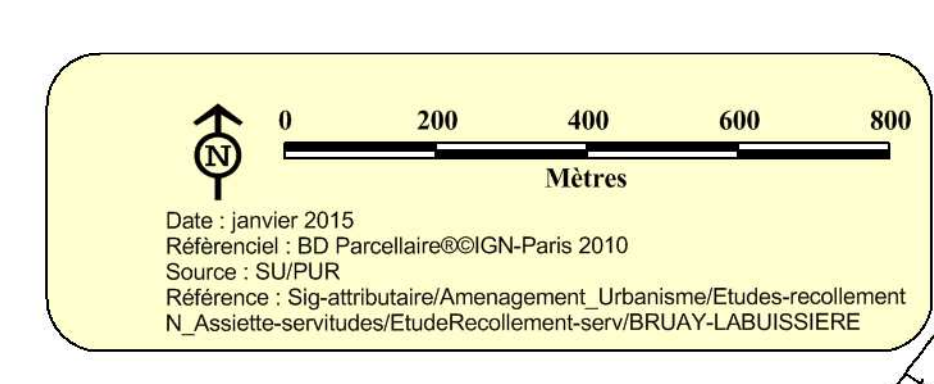 0 200 400 600 800
N
Mètres
Date : janvier 2015
Réfèrenciel : BD Parcellaire®©IGN-Paris 2010
Source : SU/PUR
Référence : Sig-attributaire/Amenagement_Urbanisme/Etudes-recollement
N_Assiette-servitudes/EtudeRecollement-serv/BRUAY-LABUISSIERE